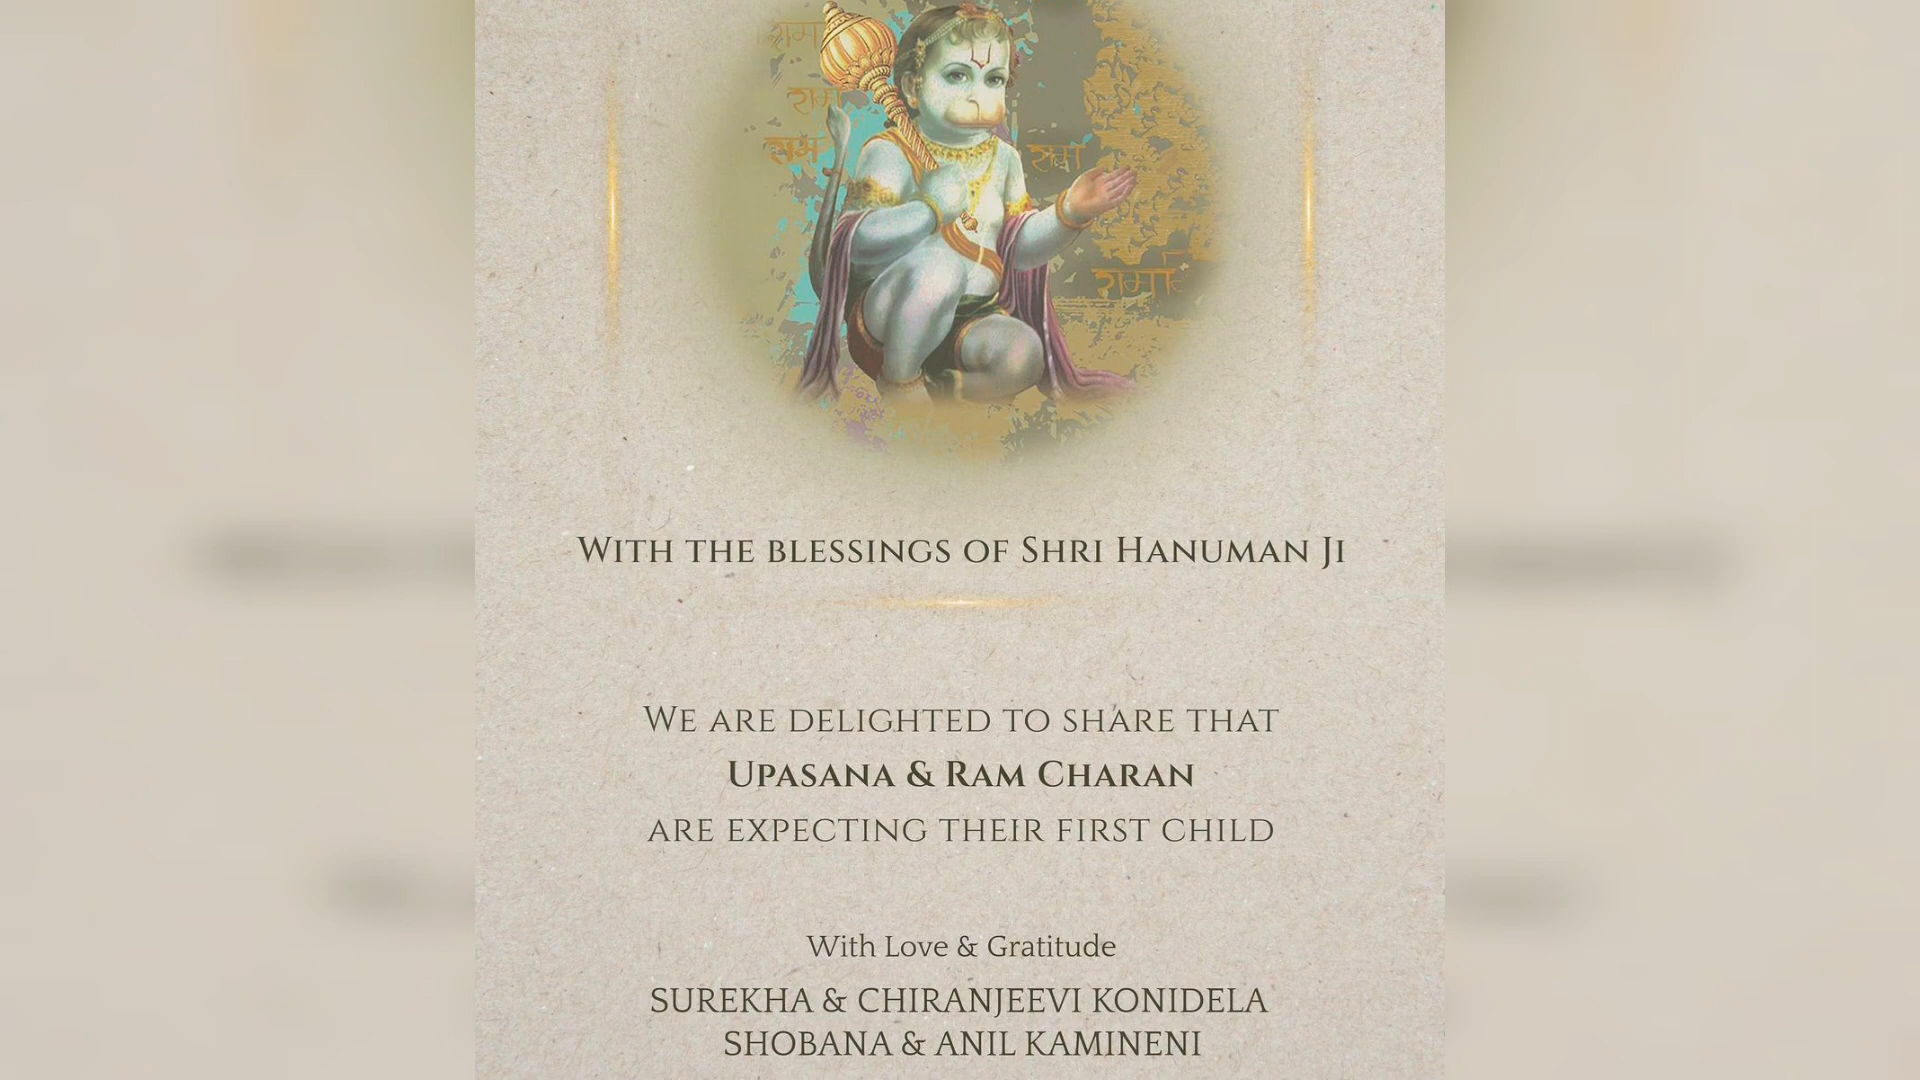 राम
राम
राम
राम
राम
With the blessings of Shri Hanuman Ji
We are delighted to share that
Upasana & Ram Charan
are expecting their first child
With Love & Gratitude
SUREKHA & CHIRANJEEVI KONIDELA
SHOBANA & ANIL KAMINENI